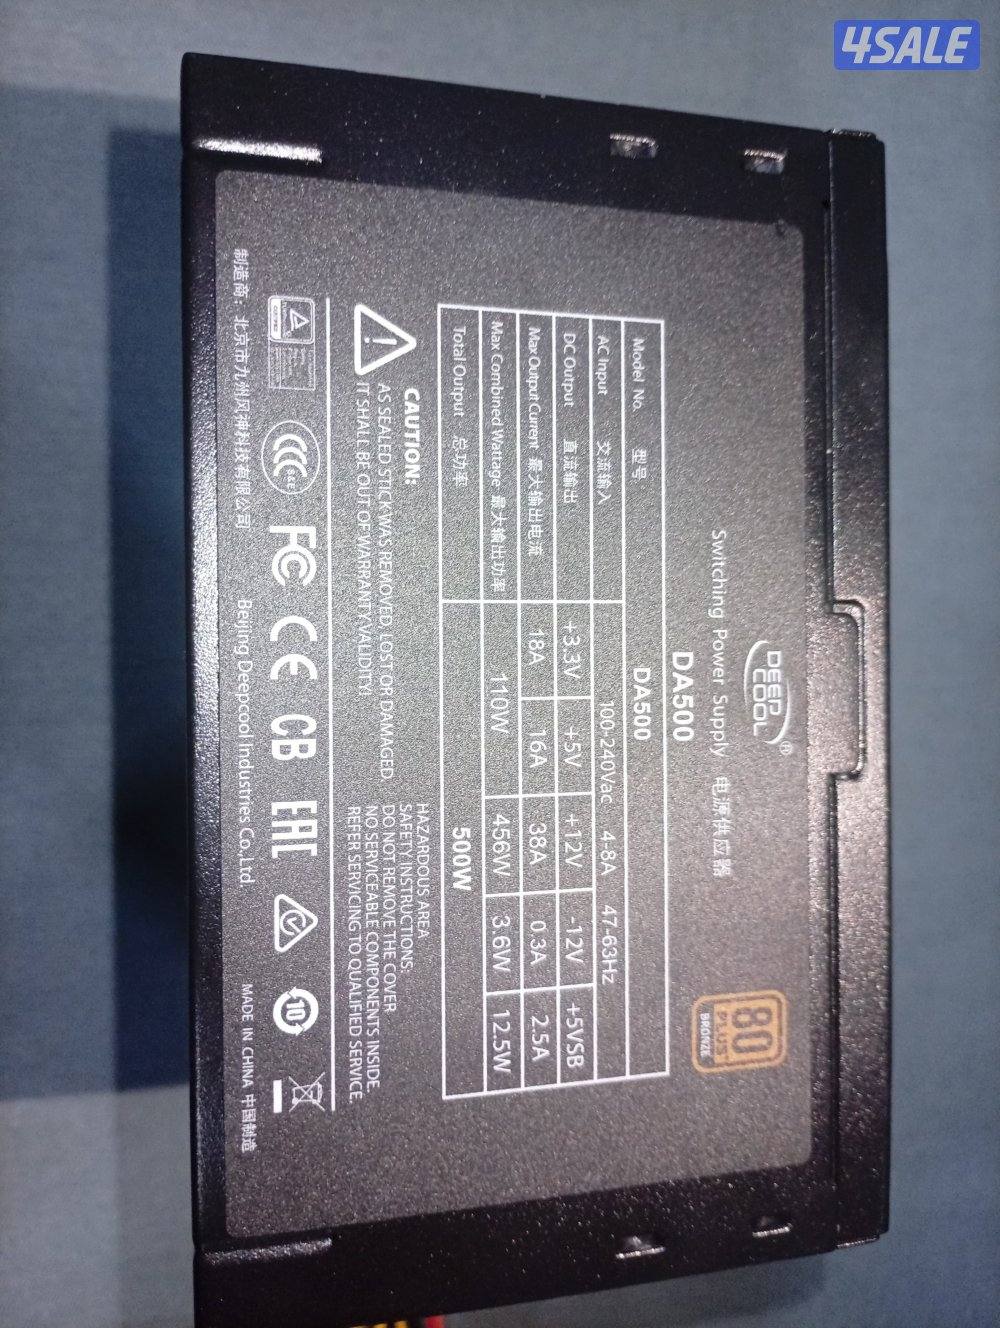 4SALE
DEEP
COOL®
Switching Power Supply 电源供应器
80
PLUS
BRONZE
DA500
Model No. 型号 DA500
AC Input 交流输入 100-240Vac 4-8A 47-63Hz
DC Output 直流输出 +3.3V +5V +12V -12V +5VSB
Max Output Current 最大输出电流 18A 16A 38A 0.3A 2.5A
Max Combined Wattage 最大输出功率 110W 456W 3.6W 12.5W
Total Output 总功率 500W
CAUTION:
AS SEALED STICK WAS REMOVED, LOST, OR DAMAGED
IT SHALL BE OUT OF WARRANTY VALIDITY!
HAZARDOUS AREA
SAFETY INSTRUCTIONS:
DO NOT REMOVE THE COVER
NO SERVICEABLE COMPONENTS INSIDE.
REFER SERVICING TO QUALIFIED SERVICE.
FC CE CB EAC 10
制造商：北京市九州风神科技有限公司 Beijing Deepcool Industries Co.,Ltd. MADE IN CHINA 中国制造